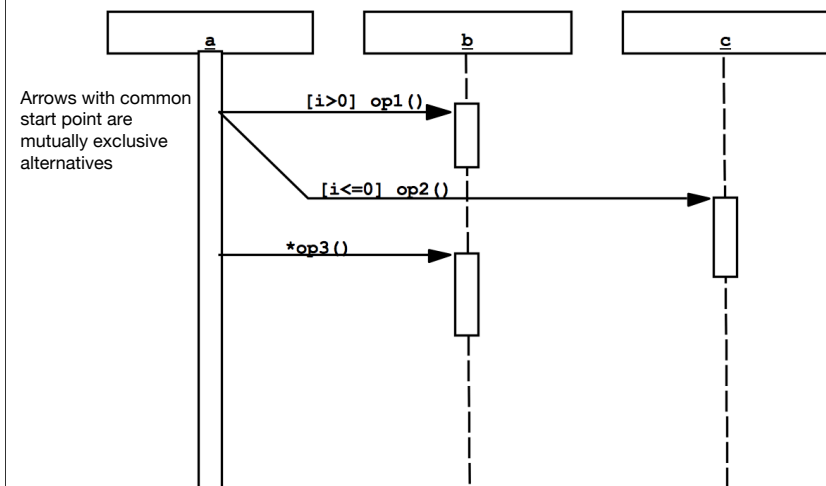 a
b
c
Arrows with common
start point are
mutually exclusive
alternatives
[i>0] op1()
[i<=0] op2()
*op3()